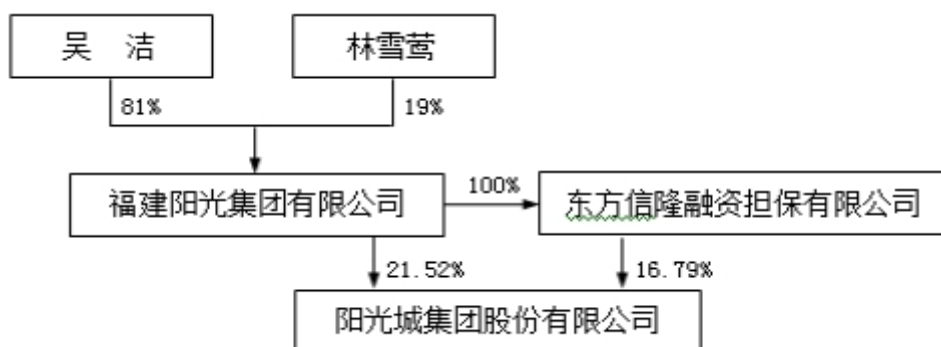 吴 洁
林雪莺
81%
19%
福建阳光集团有限公司
100%
东方信隆融资担保有限公司
21.52%
16.79%
阳光城集团股份有限公司